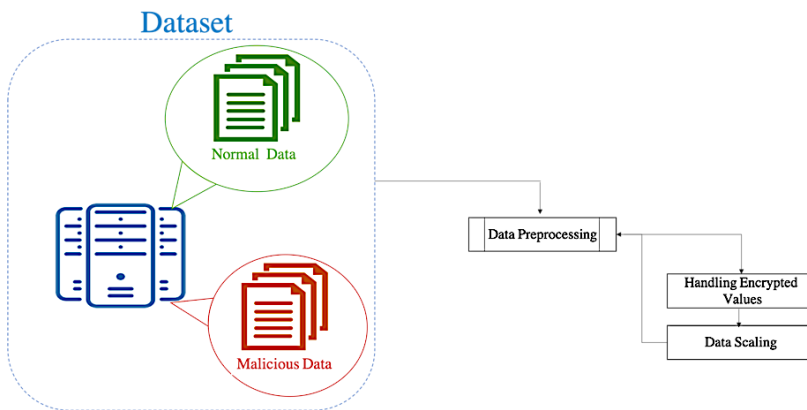 Dataset
Normal Data
Malicious Data
Data Preprocessing
Handling Encrypted
Values
Data Scaling